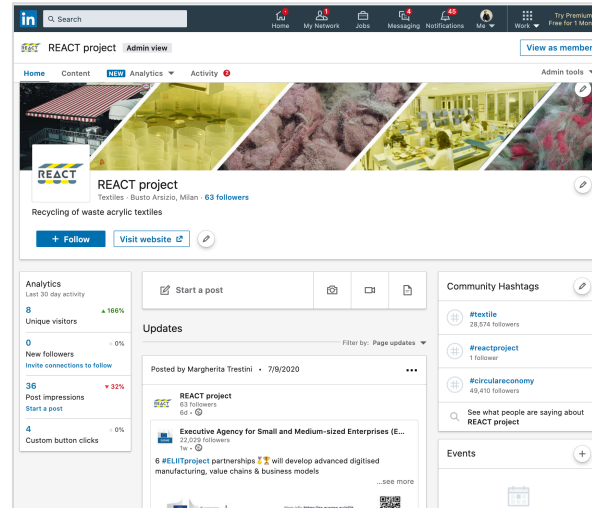 in
Search
Home
1
My Network
Jobs
4
Messaging
45
Notifications
Me
Work
Try Premium
Free for 1 Mon
REACT
REACT project
Admin view
View as member
Home
Content
NEW
Analytics
Activity
Admin tools
REACT
REACT project
Textiles · Busto Arsizio, Milan · 63 followers
Recycling of waste acrylic textiles
+ Follow
Visit website
Analytics
Last 30 day activity
8
▲ 166%
Unique visitors
0
0%
New followers
Invite connections to follow
36
▼ 32%
Post impressions
Start a post
4
0%
Custom button clicks
Start a post
Updates
Filter by: Page updates
Posted by Margherita Trestini • 7/9/2020
REACT
REACT project
63 followers
6d •
Executive Agency for Small and Medium-sized Enterprises (E...
22,029 followers
1w •
6 #ELIITproject partnerships 🏅🏆 will develop advanced digitised
manufacturing, value chains & business models
...see more
Community Hashtags
#textile
28,574 followers
#reactproject
1 follower
#circulareconomy
49,410 followers
See what people are saying about
REACT project
Events